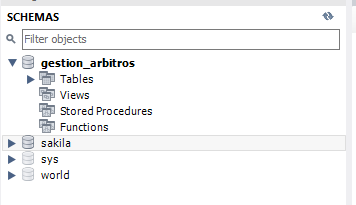 SCHEMAS
Filter objects
gestion_arbitros
Tables
Views
Stored Procedures
Functions
sakila
sys
world